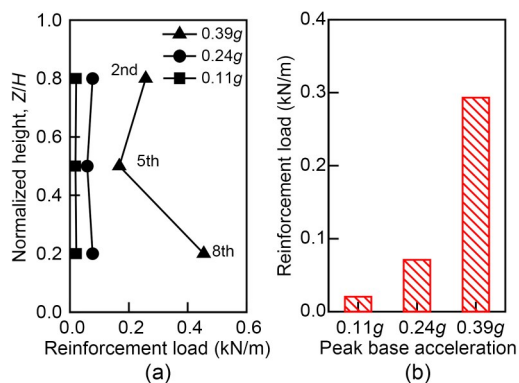 (a)
0.39g
0.24g
0.11g
2nd
5th
8th
Normalized height, Z/H
1.0
0.8
0.6
0.4
0.2
0.0
0.0 0.2 0.4 0.6
Reinforcement load (kN/m)
(a)
(b)
Reinforcement load (kN/m)
0.4
0.3
0.2
0.1
0.0
0.11g 0.24g 0.39g
Peak base acceleration
(b)